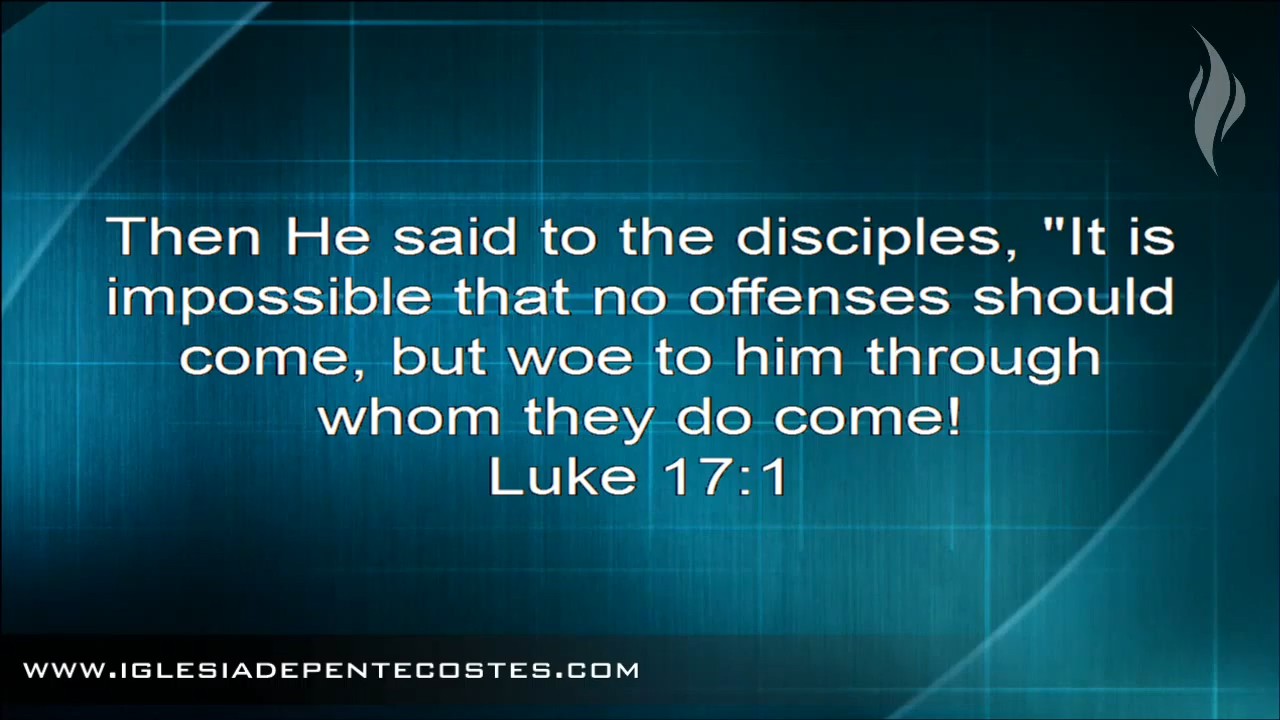 Then He said to the disciples, "It is
impossible that no offenses should
come, but woe to him through
whom they do come!
Luke 17:1
WWW.IGLESIADEPENTECOSTES.COM